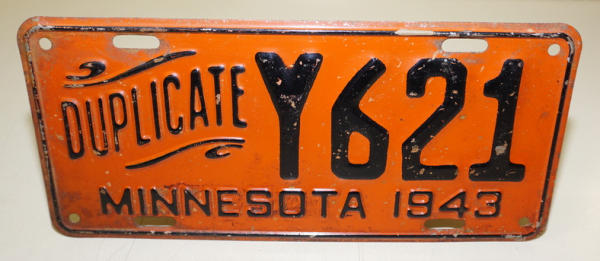 DUPLICATE Y621
MINNESOTA 1943